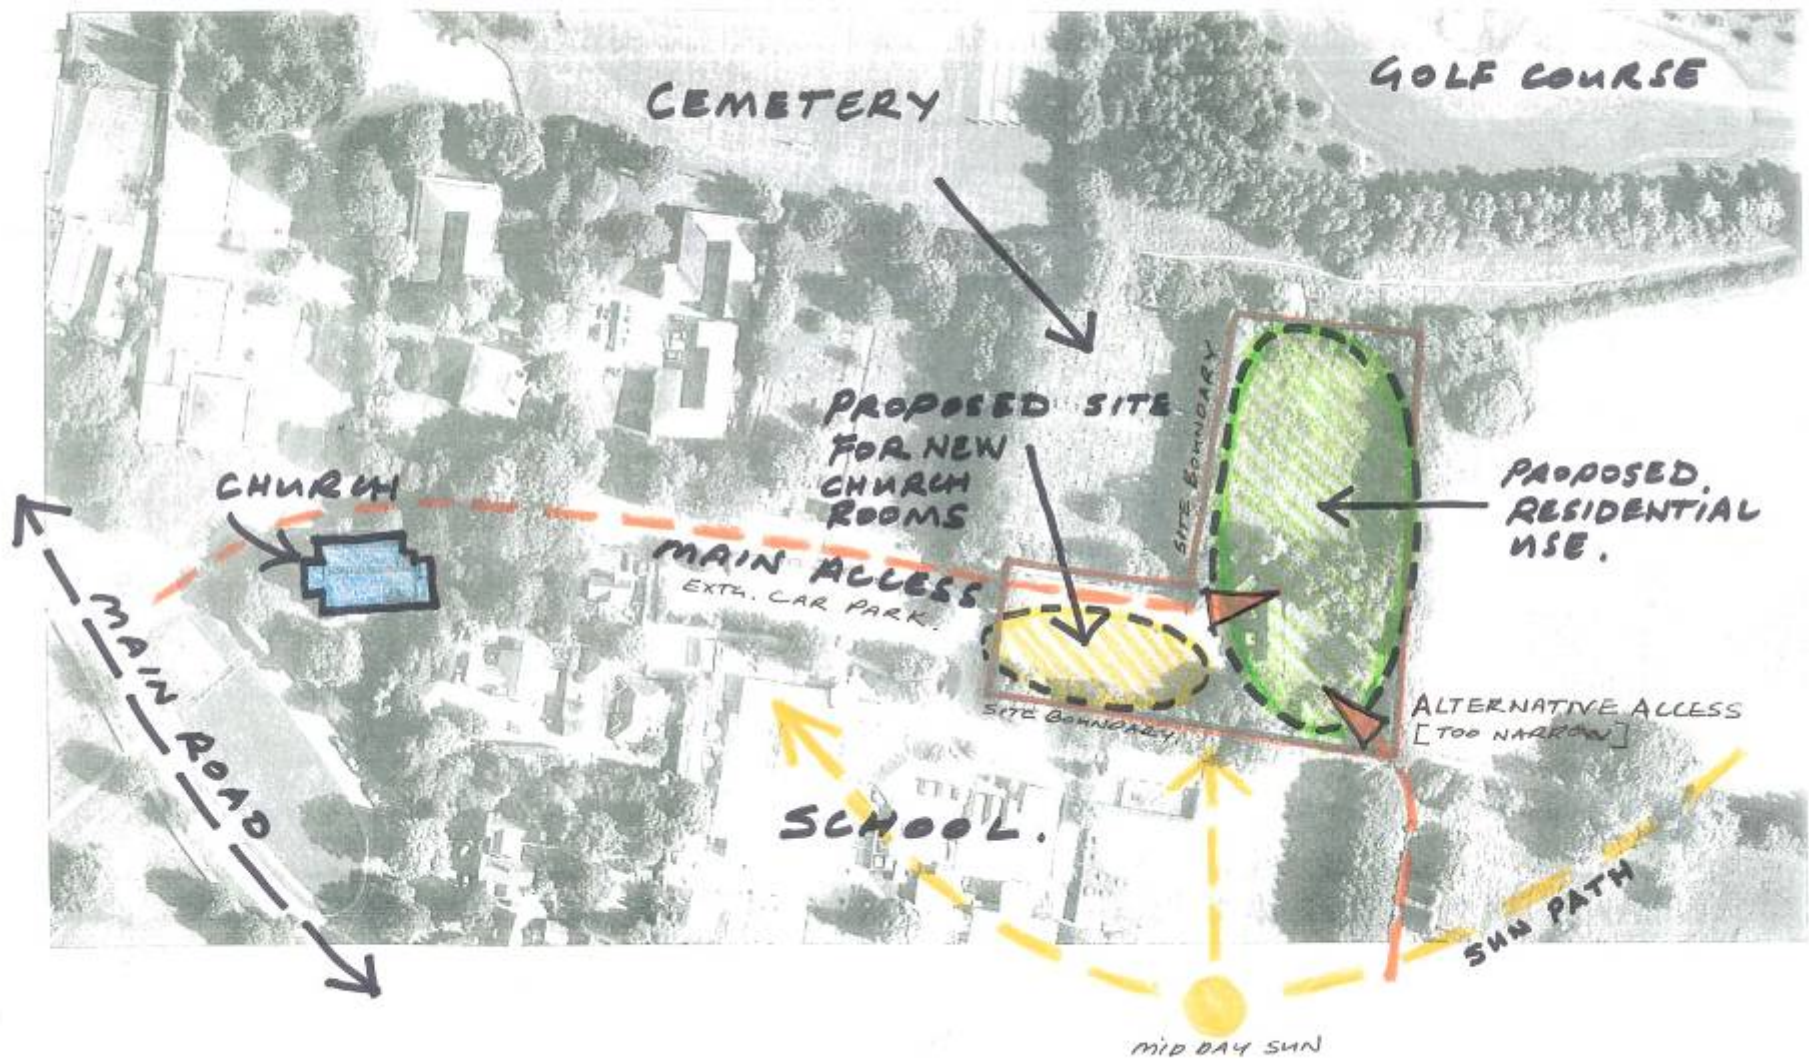 CEMETERY
GOLF COURSE
PROPOSED SITE
FOR NEW
CHURCH
ROOMS
SITE BOUNDARY
CHURCH
PROPOSED.
RESIDENTIAL
USE.
MAIN ACCESS
EXTG. CAR PARK.
MAIN ROAD
SITE BOUNDARY.
ALTERNATIVE ACCESS
[TOO NARROW]
SCHOOL.
SUN PATH
MID DAY SUN